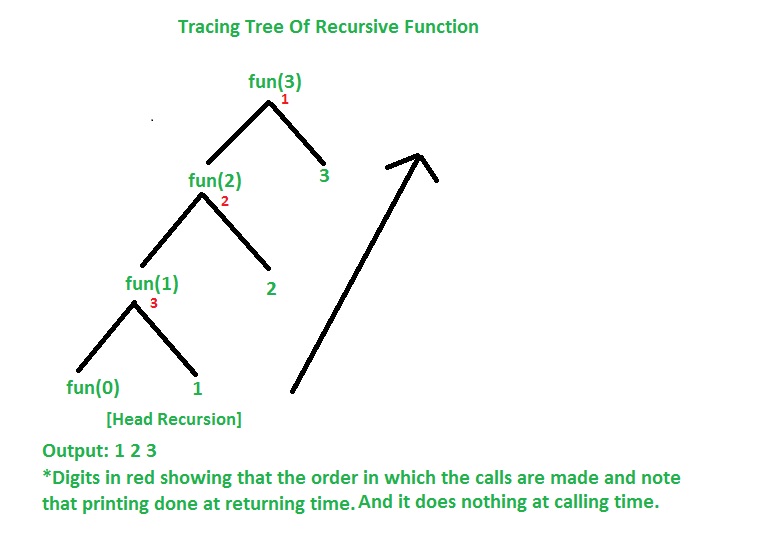 Tracing Tree Of Recursive Function
fun(3)
1
fun(2)
3
2
fun(1)
2
3
fun(0)
1
[Head Recursion]
Output: 1 2 3
*Digits in red showing that the order in which the calls are made and note
that printing done at returning time. And it does nothing at calling time.